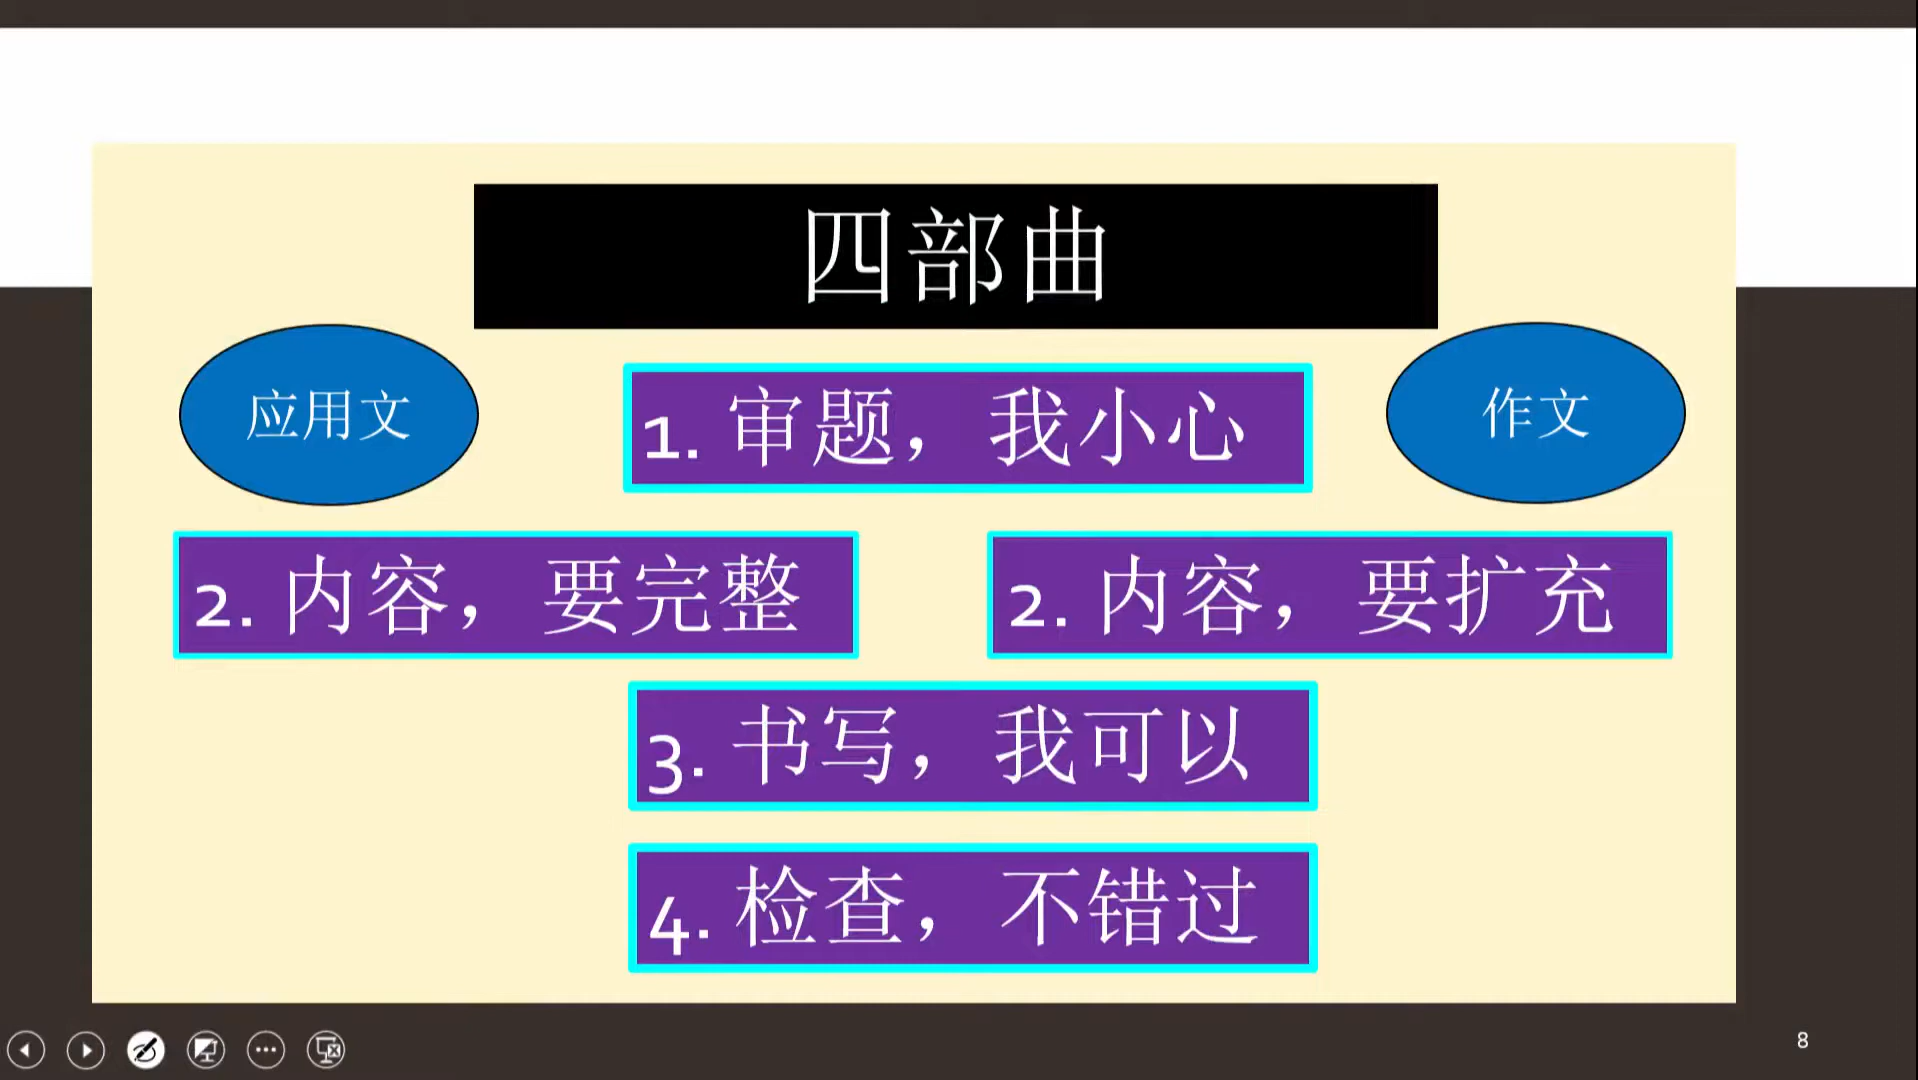 四部曲
应用文
1. 审题，我小心
作文
2. 内容，要完整
2. 内容，要扩充
3. 书写，我可以
4. 检查，不错过
8